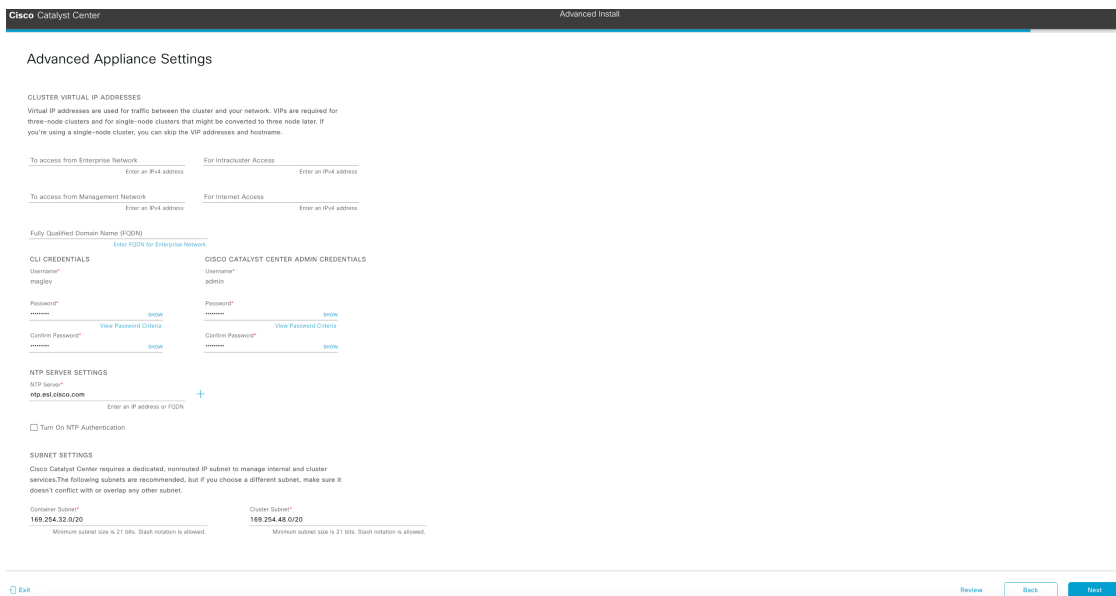 Cisco Catalyst Center
Advanced Install
Advanced Appliance Settings
CLUSTER VIRTUAL IP ADDRESSES
Virtual IP addresses are used for traffic between the cluster and your network. VIPs are required for
three-node clusters and for single-node clusters that might be converted to three node later. If
you're using a single-node cluster, you can skip the VIP addresses and hostname.
To access from Enterprise Network For Intracluster Access
Enter an IPv4 address Enter an IPv4 address
To access from Management Network For Internet Access
Enter an IPv4 address Enter an IPv4 address
Fully Qualified Domain Name (FQDN)
Enter FQDN for Enterprise Network
CLI CREDENTIALS CISCO CATALYST CENTER ADMIN CREDENTIALS
Username* Username*
maglev admin
Password* Password*
••••••••• SHOW ••••••••• SHOW
View Password Criteria View Password Criteria
Confirm Password* Confirm Password*
••••••••• SHOW ••••••••• SHOW
NTP SERVER SETTINGS
NTP Server*
ntp.esl.cisco.com +
Enter an IP address or FQDN
Turn On NTP Authentication
SUBNET SETTINGS
Cisco Catalyst Center requires a dedicated, nonrouted IP subnet to manage internal and cluster
services.The following subnets are recommended, but if you choose a different subnet, make sure it
doesn't conflict with or overlap any other subnet.
Container Subnet* Cluster Subnet*
169.254.32.0/20 169.254.48.0/20
Minimum subnet size is 21 bits. Slash notation is allowed. Minimum subnet size is 21 bits. Slash notation is allowed.
Exit Review Back Next